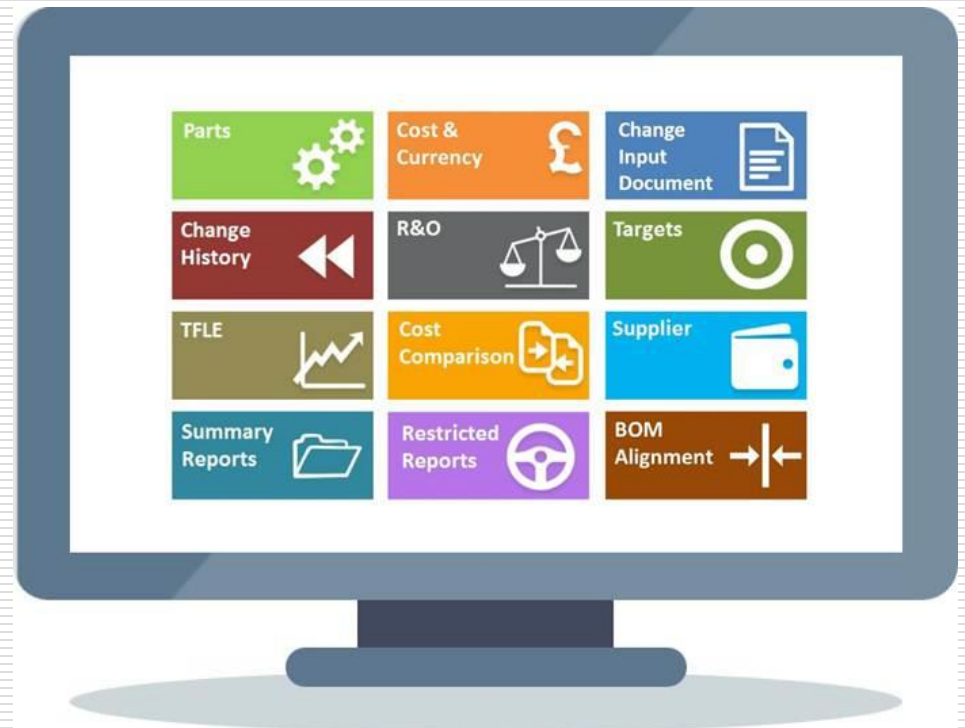 Parts
Cost &
Currency
£
Change
Input
Document
Change
History
R&O
Targets
TFLE
Cost
Comparison
Supplier
Summary
Reports
Restricted
Reports
BOM
Alignment